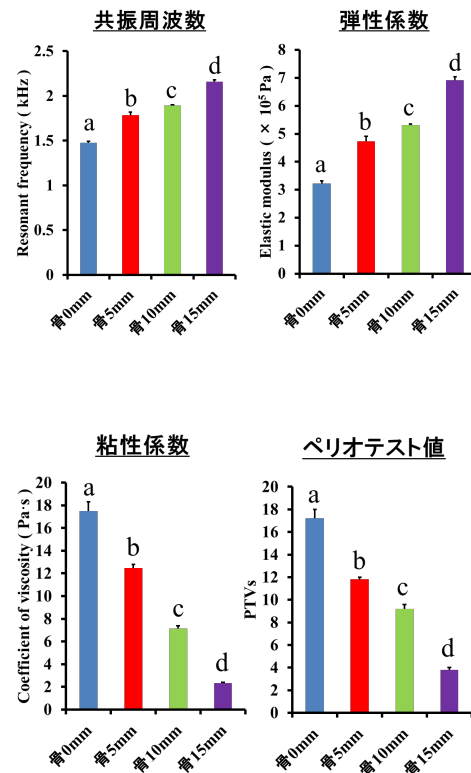 共振周波数
Resonant frequency ( kHz )
2.5
2
1.5
1
0.5
0
a
b
c
d
骨0mm
骨5mm
骨10mm
骨15mm
弾性係数
Elastic modulus ( × 10⁵ Pa )
8
7
6
5
4
3
2
1
0
a
b
c
d
骨0mm
骨5mm
骨10mm
骨15mm
粘性係数
Coefficient of viscosity ( Pa·s )
20
18
16
14
12
10
8
6
4
2
0
a
b
c
d
骨0mm
骨5mm
骨10mm
骨15mm
ペリオテスト値
PTVs
20
18
16
14
12
10
8
6
4
2
0
a
b
c
d
骨0mm
骨5mm
骨10mm
骨15mm